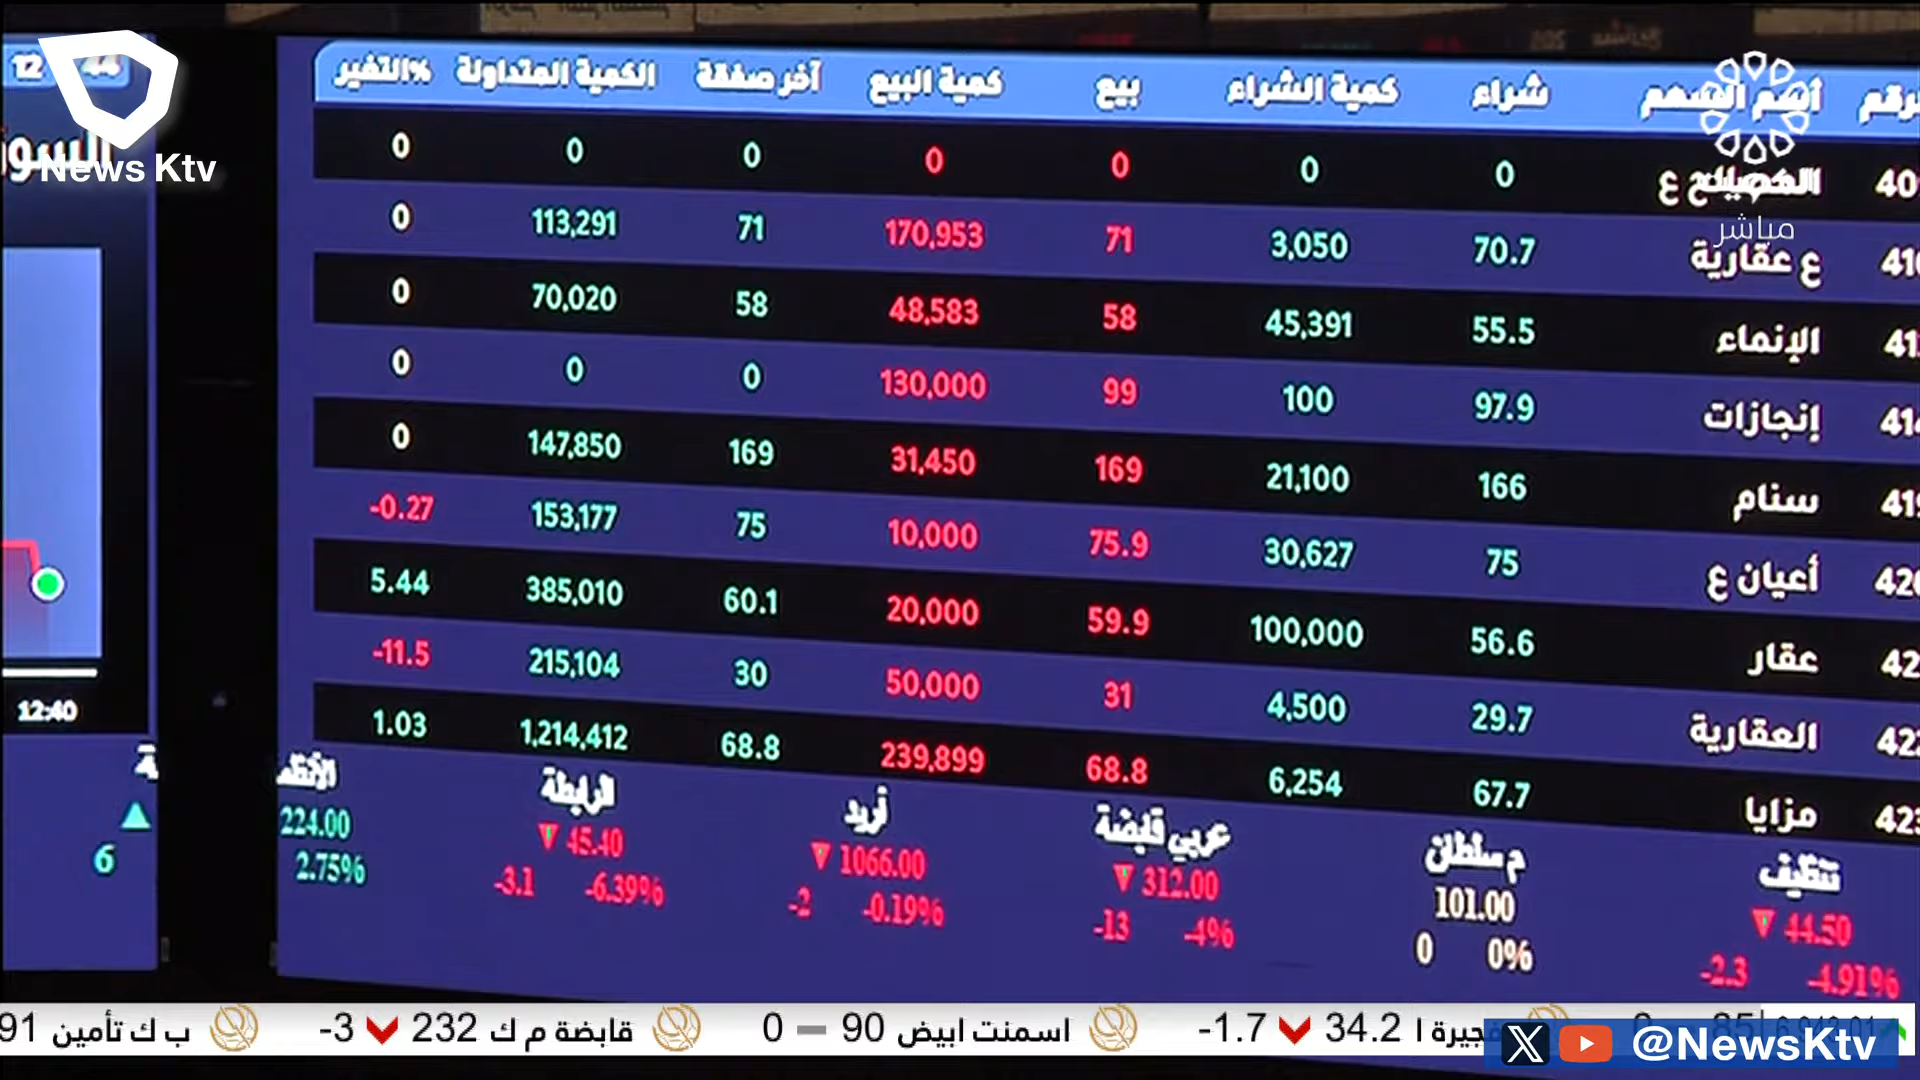 News Ktv
12 44
12:40
6
الرقم اسم السهم شراء كمية الشراء بيع كمية البيع آخر صفقة الكمية المتداولة التغير%
0 0 0 0 0 0 0
مباشر
ع عقارية 70.7 3,050 71 170,953 71 113,291 0
الإنماء 55.5 45,391 58 48,583 58 70,020 0
414 إنجازات 97.9 100 99 130,000 0 0 0
419 سنام 166 21,100 169 31,450 169 147,850 0
420 أعيان ع 75 30,627 75.9 10,000 75 153,177 -0.27
عقار 56.6 100,000 59.9 20,000 60.1 385,010 5.44
العقارية 29.7 4,500 31 50,000 30 215,104 -11.5
423 مزايا 67.7 6,254 68.8 239,899 68.8 1,214,412 1.03
تنظيف م سلطان عربي قابضة أريد الرابطة
44.50 101.00 312.00 1066.00 45.40 224.00
-2.3 -4.91% 0 0% -13 -4% -2 -0.19% -3.1 -6.39% 2.75%
34.2 -1.7 اسمنت ابيض 90 0 قابضة م ك 232 -3 ب ك تأمين 91
@NewsKtv